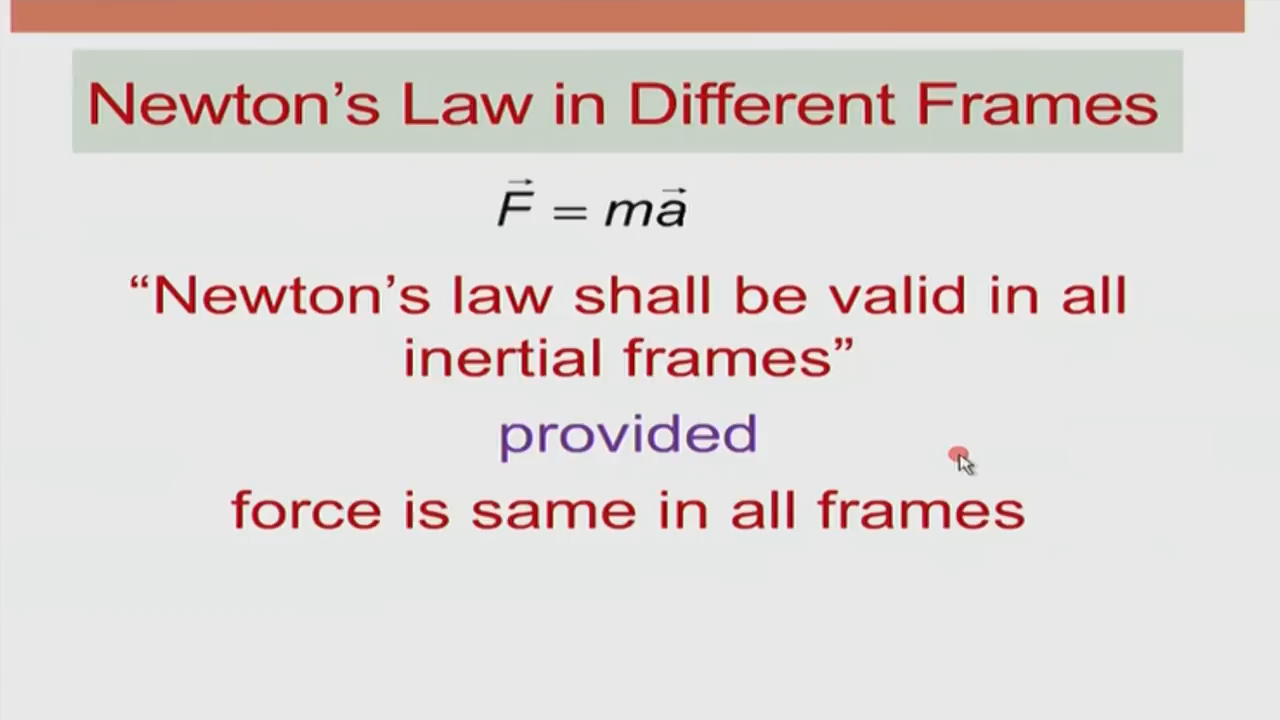 Newton’s Law in Different Frames
F⃗ = ma⃗
“Newton’s law shall be valid in all
inertial frames”
provided
force is same in all frames